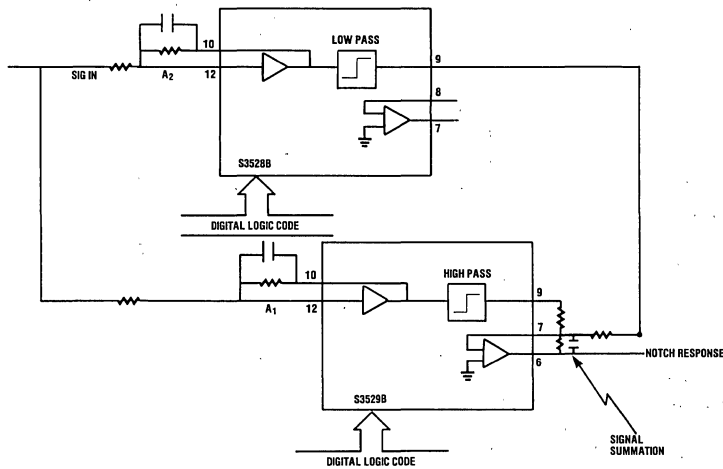 LOW PASS
10
9
SIG IN
A2
12
8
7
S3528B
DIGITAL LOGIC CODE
10
HIGH PASS
9
A1
12
7
NOTCH RESPONSE
6
S3529B
SIGNAL
SUMMATION
DIGITAL LOGIC CODE